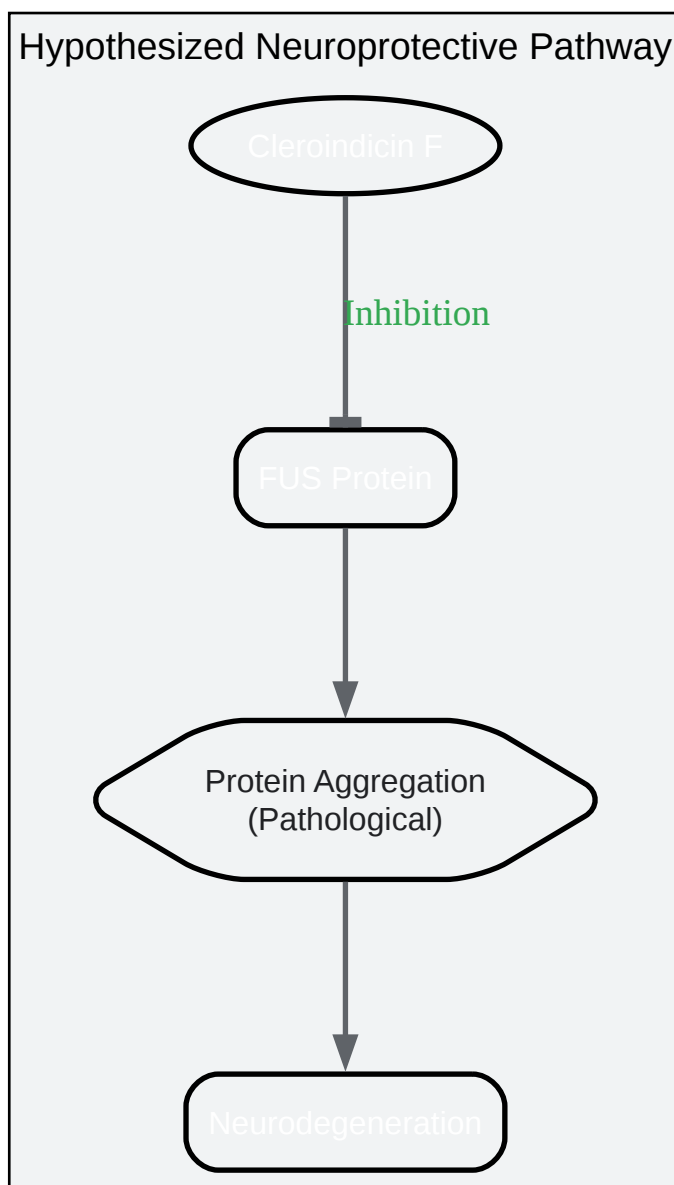 Hypothesized Neuroprotective Pathway
Cleroindicin F
Inhibition
FUS Protein
Protein Aggregation
(Pathological)
Neurodegeneration